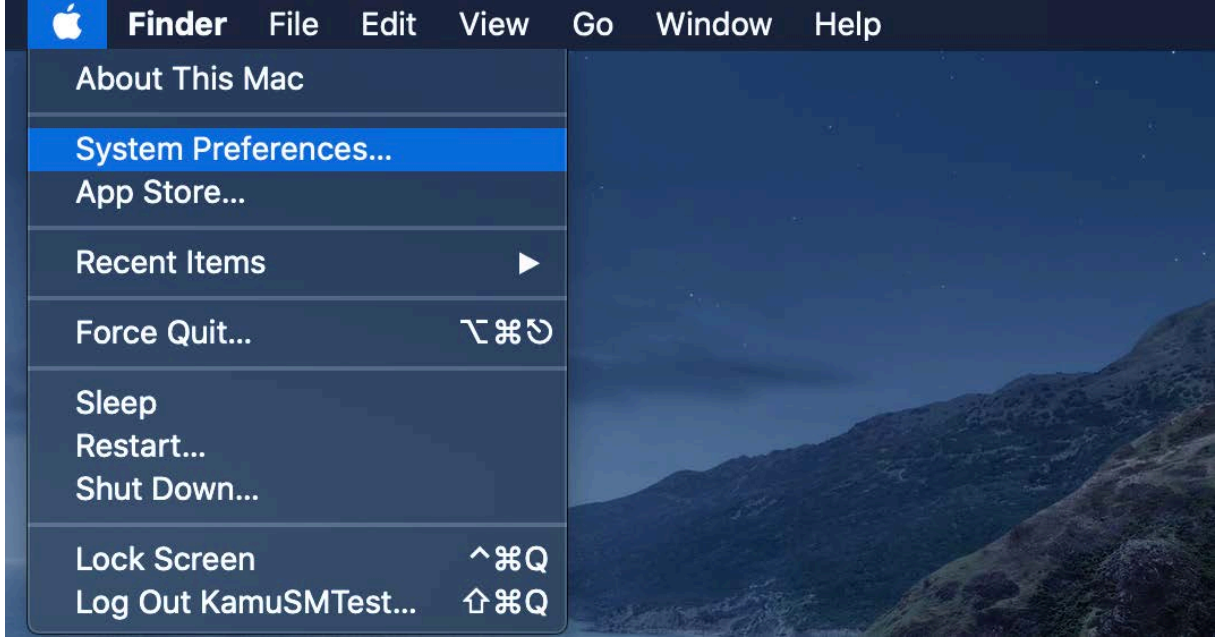 Finder File Edit View Go Window Help
About This Mac
System Preferences...
App Store...
Recent Items ▶
Force Quit... ⌥⌘⎋
Sleep
Restart...
Shut Down...
Lock Screen ^⌘Q
Log Out KamuSMTest... ⇧⌘Q